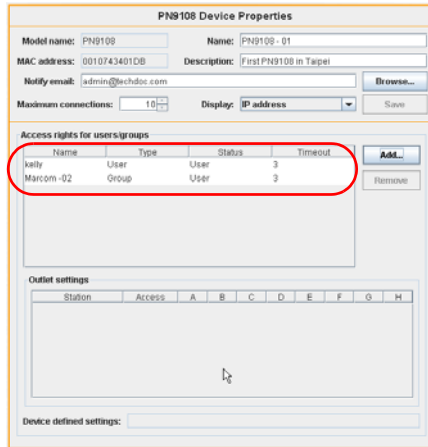 PN9108 Device Properties
Model name: PN9108 Name: PN9108 - 01
MAC address: 0010743401DB Description: First PN9108 in Taipei
Notify email: admin@techdoc.com Browse...
Maximum connections: 10 Display: IP address Save
Access rights for users/groups
Name Type Status Timeout Add...
kelly User User 3
Marcom -02 Group User 3 Remove
Outlet settings
Station Access A B C D E F G H
Device defined settings: